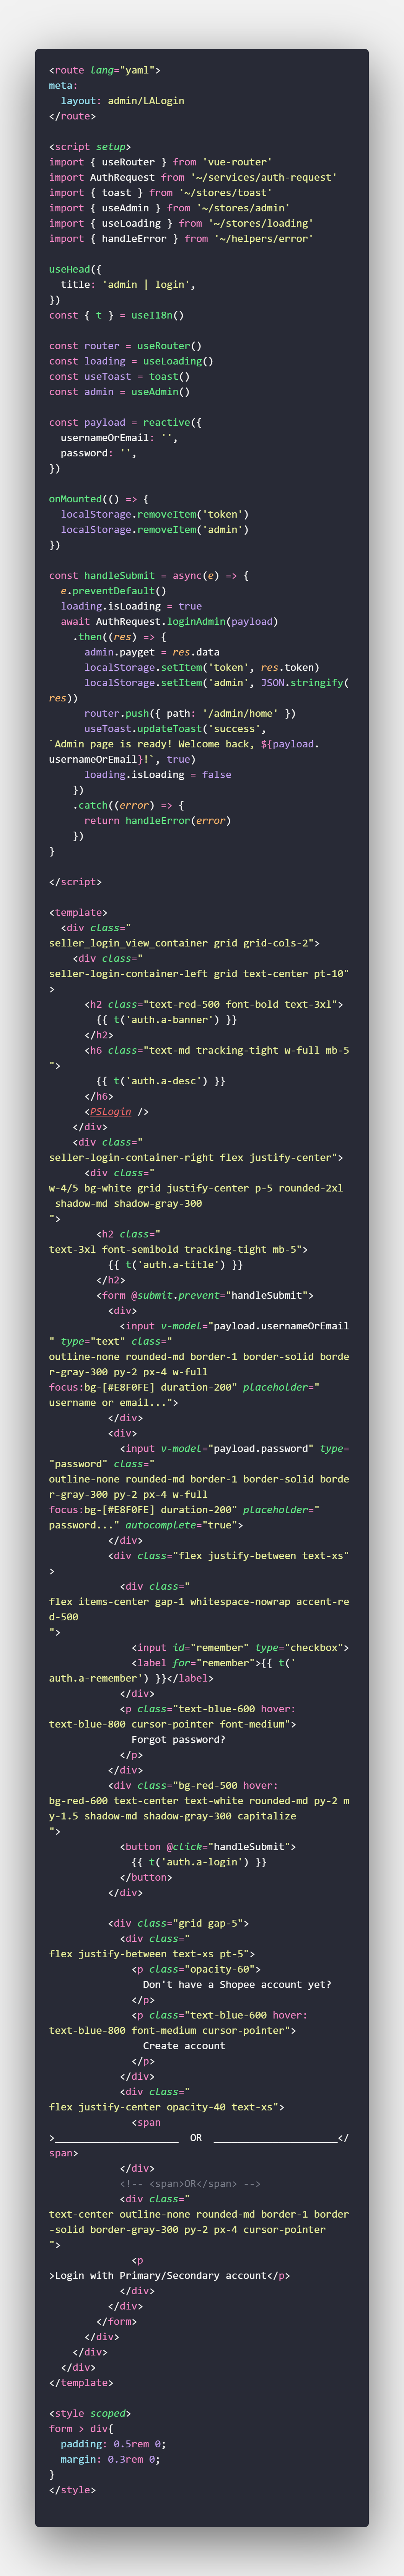 <route lang="yaml">
meta:
  layout: admin/LALogin
</route>

<script setup>
import { useRouter } from 'vue-router'
import AuthRequest from '~/services/auth-request'
import { toast } from '~/stores/toast'
import { useAdmin } from '~/stores/admin'
import { useLoading } from '~/stores/loading'
import { handleError } from '~/helpers/error'

useHead({
  title: 'admin | login',
})
const { t } = useI18n()

const router = useRouter()
const loading = useLoading()
const useToast = toast()
const admin = useAdmin()

const payload = reactive({
  usernameOrEmail: '',
  password: '',
})

onMounted(() => {
  localStorage.removeItem('token')
  localStorage.removeItem('admin')
})

const handleSubmit = async(e) => {
  e.preventDefault()
  loading.isLoading = true
  await AuthRequest.loginAdmin(payload)
    .then((res) => {
      admin.payget = res.data
      localStorage.setItem('token', res.token)
      localStorage.setItem('admin', JSON.stringify(
res))
      router.push({ path: '/admin/home' })
      useToast.updateToast('success',
`Admin page is ready! Welcome back, ${payload.
usernameOrEmail}!`, true)
      loading.isLoading = false
    })
    .catch((error) => {
      return handleError(error)
    })
}

</script>

<template>
  <div class="
seller_login_view_container grid grid-cols-2">
    <div class="
seller-login-container-left grid text-center pt-10"
>
      <h2 class="text-red-500 font-bold text-3xl">
        {{ t('auth.a-banner') }}
      </h2>
      <h6 class="text-md tracking-tight w-full mb-5
">
        {{ t('auth.a-desc') }}
      </h6>
      <PSLogin />
    </div>
    <div class="
seller-login-container-right flex justify-center">
      <div class="
w-4/5 bg-white grid justify-center p-5 rounded-2xl
 shadow-md shadow-gray-300
">
        <h2 class="
text-3xl font-semibold tracking-tight mb-5">
          {{ t('auth.a-title') }}
        </h2>
        <form @submit.prevent="handleSubmit">
          <div>
            <input v-model="payload.usernameOrEmail
" type="text" class="
outline-none rounded-md border-1 border-solid borde
r-gray-300 py-2 px-4 w-full
focus:bg-[#E8F0FE] duration-200" placeholder="
username or email...">
          </div>
          <div>
            <input v-model="payload.password" type=
"password" class="
outline-none rounded-md border-1 border-solid borde
r-gray-300 py-2 px-4 w-full
focus:bg-[#E8F0FE] duration-200" placeholder="
password..." autocomplete="true">
          </div>
          <div class="flex justify-between text-xs"
>
            <div class="
flex items-center gap-1 whitespace-nowrap accent-re
d-500
">
              <input id="remember" type="checkbox">
              <label for="remember">{{ t('
auth.a-remember') }}</label>
            </div>
            <p class="text-blue-600 hover:
text-blue-800 cursor-pointer font-medium">
              Forgot password?
            </p>
          </div>
          <div class="bg-red-500 hover:
bg-red-600 text-center text-white rounded-md py-2 m
y-1.5 shadow-md shadow-gray-300 capitalize
">
            <button @click="handleSubmit">
              {{ t('auth.a-login') }}
            </button>
          </div>

          <div class="grid gap-5">
            <div class="
flex justify-between text-xs pt-5">
              <p class="opacity-60">
                Don't have a Shopee account yet?
              </p>
              <p class="text-blue-600 hover:
text-blue-800 font-medium cursor-pointer">
                Create account
              </p>
            </div>
            <div class="
flex justify-center opacity-40 text-xs">
              <span
>_____________________  OR  _____________________</
span>
            </div>
            <!-- <span>OR</span> -->
            <div class="
text-center outline-none rounded-md border-1 border
-solid border-gray-300 py-2 px-4 cursor-pointer
">
              <p
>Login with Primary/Secondary account</p>
            </div>
          </div>
        </form>
      </div>
    </div>
  </div>
</template>

<style scoped>
form > div{
  padding: 0.5rem 0;
  margin: 0.3rem 0;
}
</style>